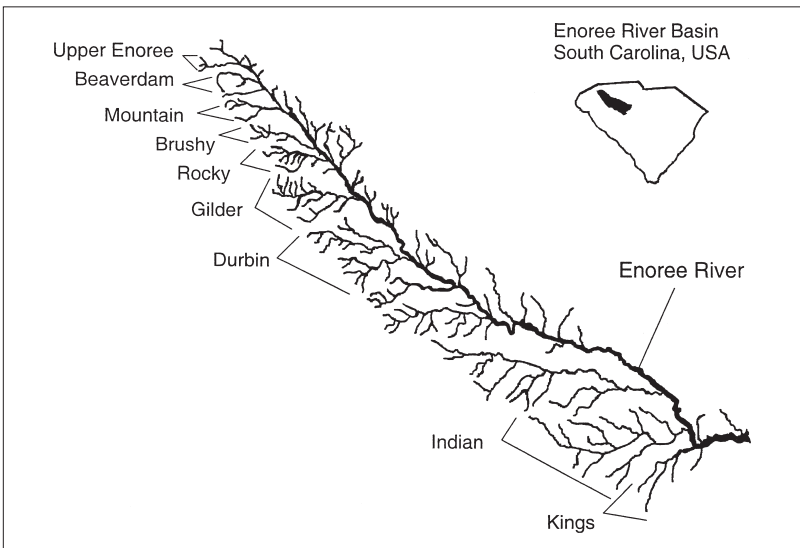 Enoree River Basin
South Carolina, USA
Upper Enoree
Beaverdam
Mountain
Brushy
Rocky
Gilder
Durbin
Enoree River
Indian
Kings